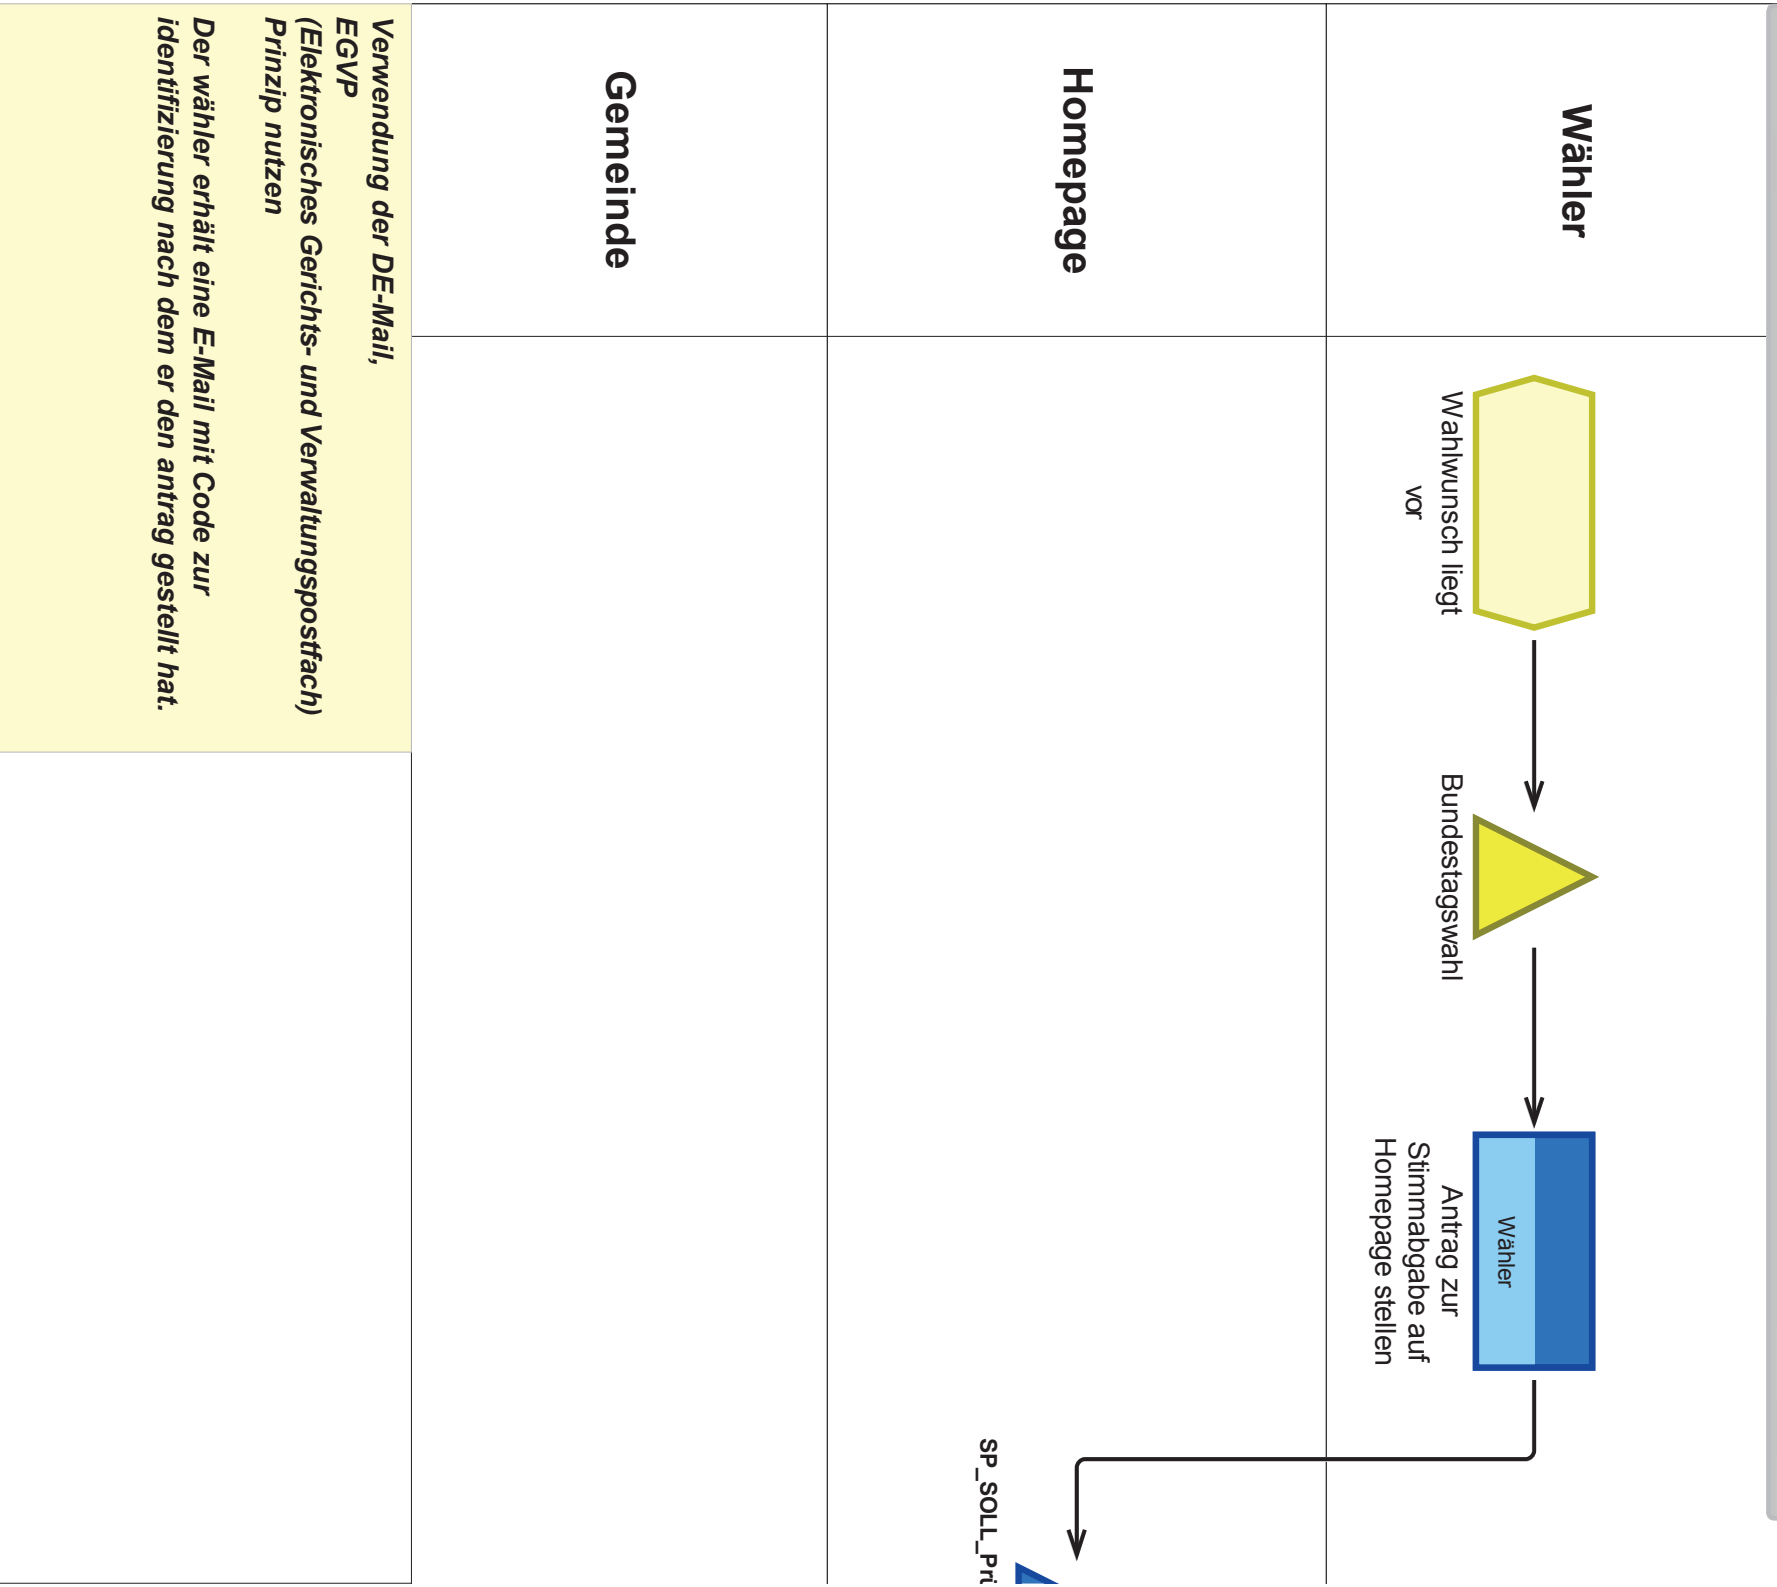 Wähler
Wahlwunsch liegt
vor
Bundestagswahl
Wähler
Antrag zur
Stimmabgabe auf
Homepage stellen
Homepage
SP_SOLL_Prü
Gemeinde
Verwendung der DE-Mail,
EGVP
(Elektronisches Gerichts- und Verwaltungspostfach)
Prinzip nutzen
Der wähler erhält eine E-Mail mit Code zur
identifizierung nach dem er den antrag gestellt hat.